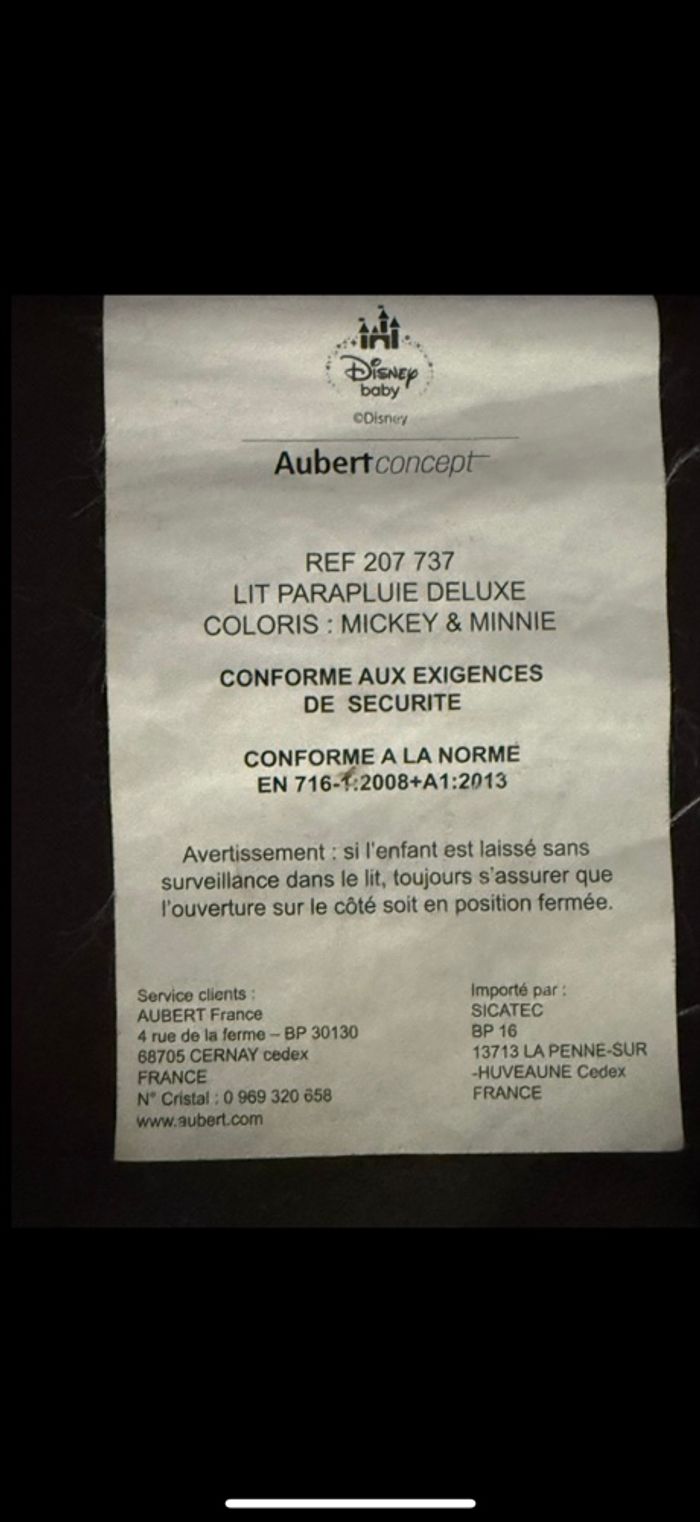 Disney
baby
©Disney
Aubert concept
REF 207 737
LIT PARAPLUIE DELUXE
COLORIS : MICKEY & MINNIE
CONFORME AUX EXIGENCES
DE SECURITE
CONFORME A LA NORME
EN 716-1:2008+A1:2013
Avertissement : si l'enfant est laissé sans
surveillance dans le lit, toujours s'assurer que
l'ouverture sur le côté soit en position fermée.
Service clients :
AUBERT France
4 rue de la ferme – BP 30130
68705 CERNAY cedex
FRANCE
N° Cristal : 0 969 320 658
www.aubert.com
Importé par :
SICATEC
BP 16
13713 LA PENNE-SUR
-HUVEAUNE Cedex
FRANCE